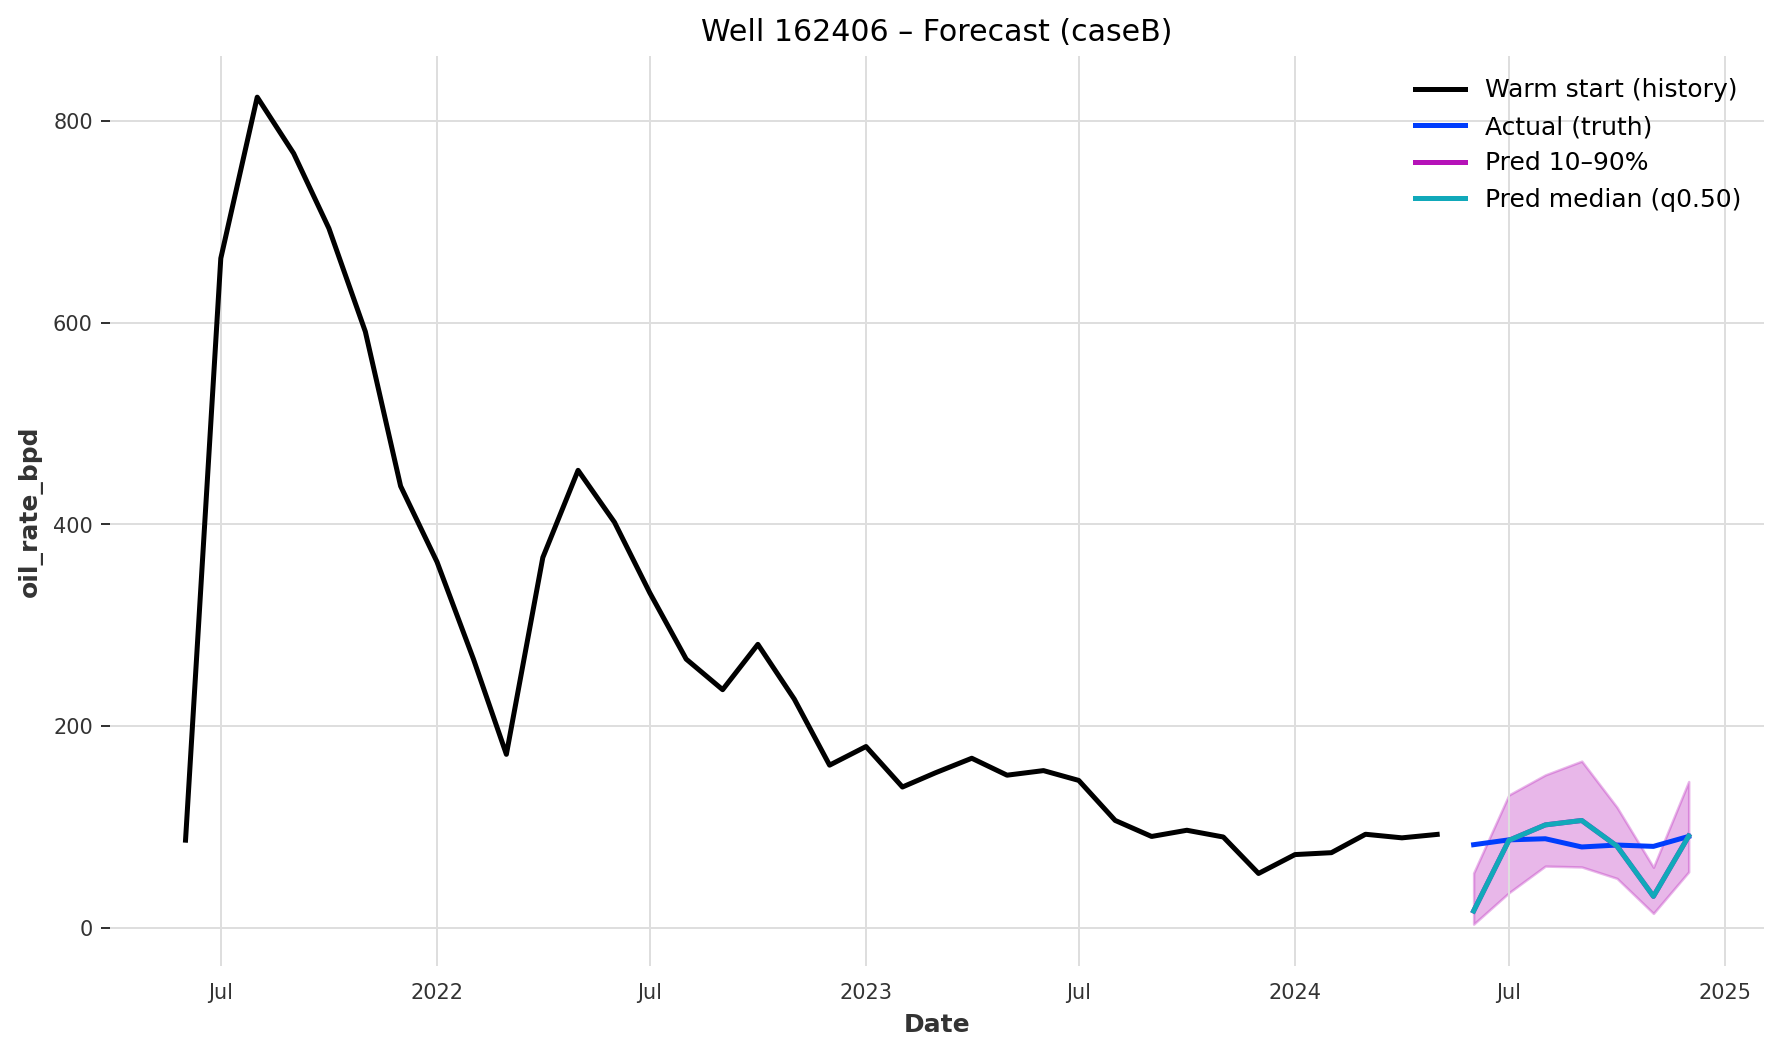 Well 162406 – Forecast (caseB)
Warm start (history)
Actual (truth)
Pred 10–90%
Pred median (q0.50)
800
600
400
200
0
oil_rate_bpd
Jul
2022
Jul
2023
Jul
2024
Jul
2025
Date